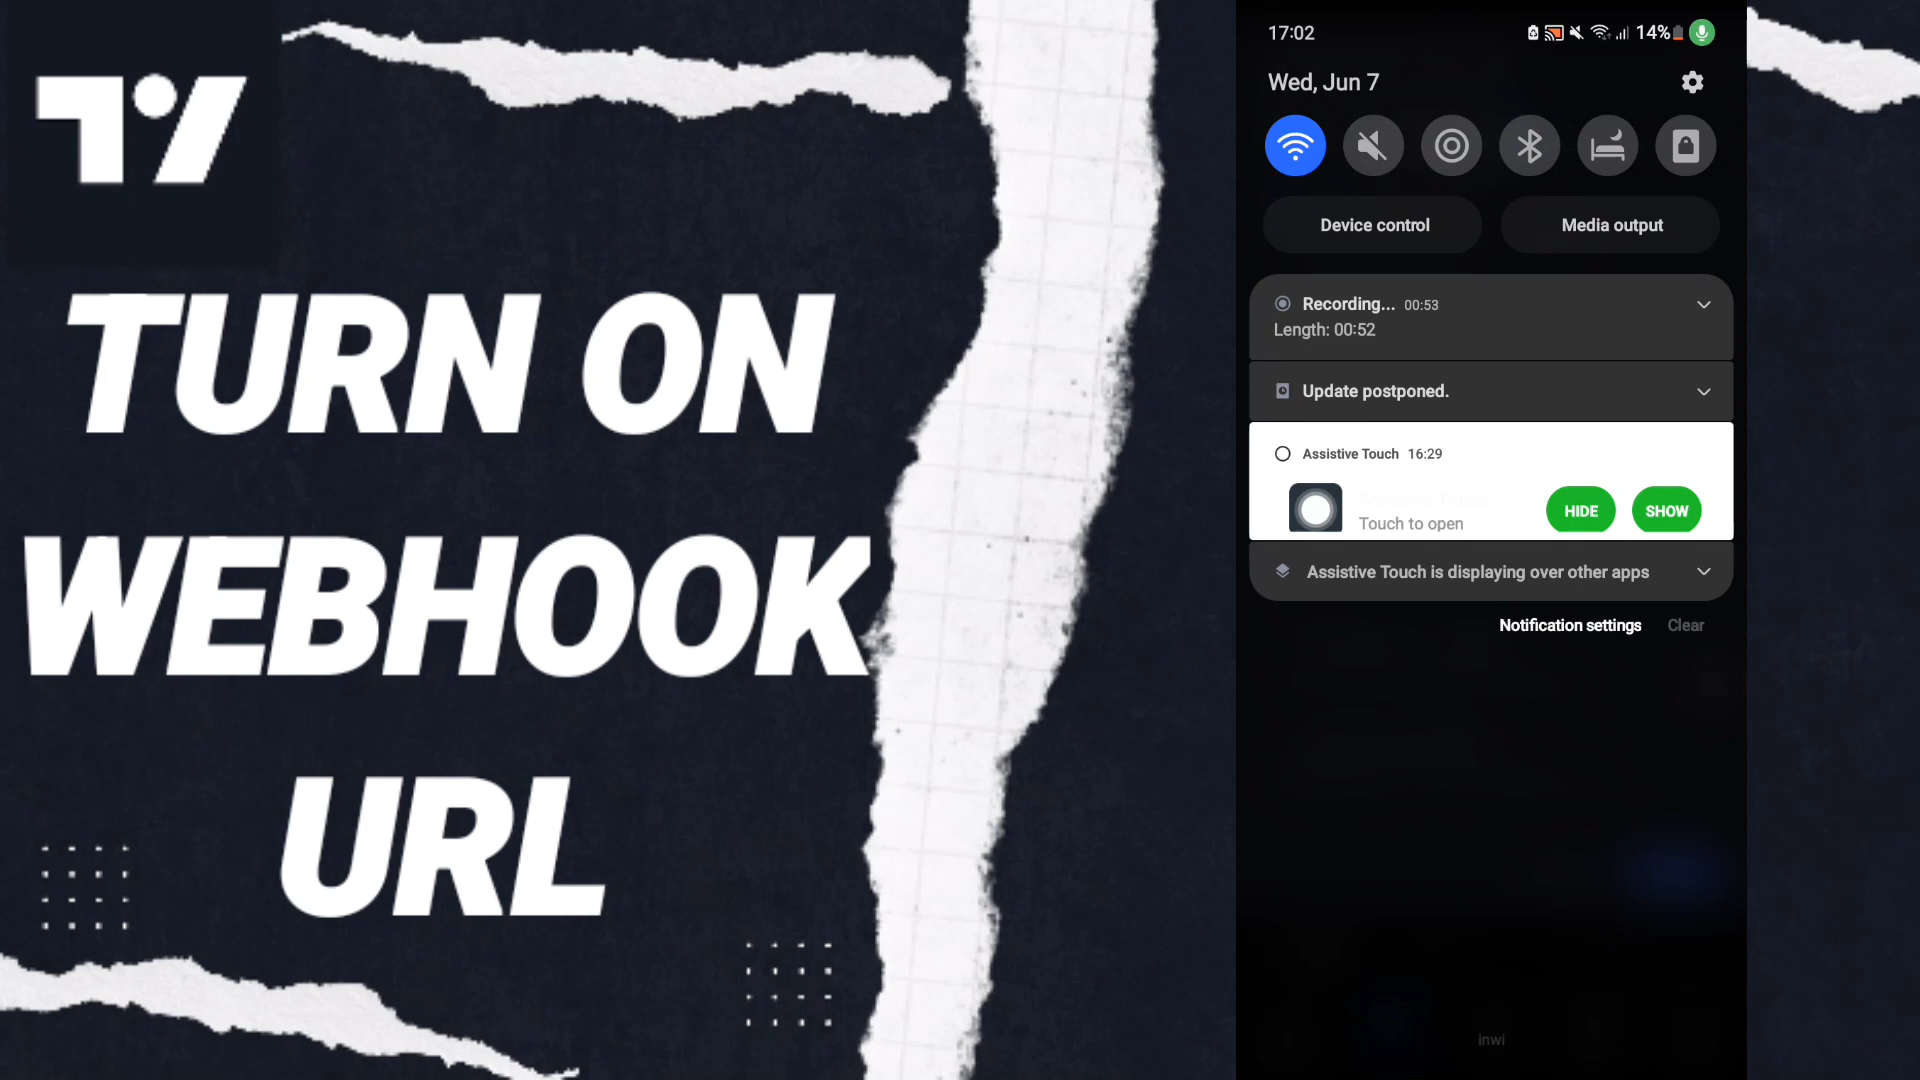 TURN ON
WEBHOOK
URL
17:02
14%
Wed, Jun 7
Device control
Media output
Recording... 00:53
Length: 00:52
Update postponed.
Assistive Touch 16:29
Touch to open
HIDE
SHOW
Assistive Touch is displaying over other apps
Notification settings
Clear
inwi